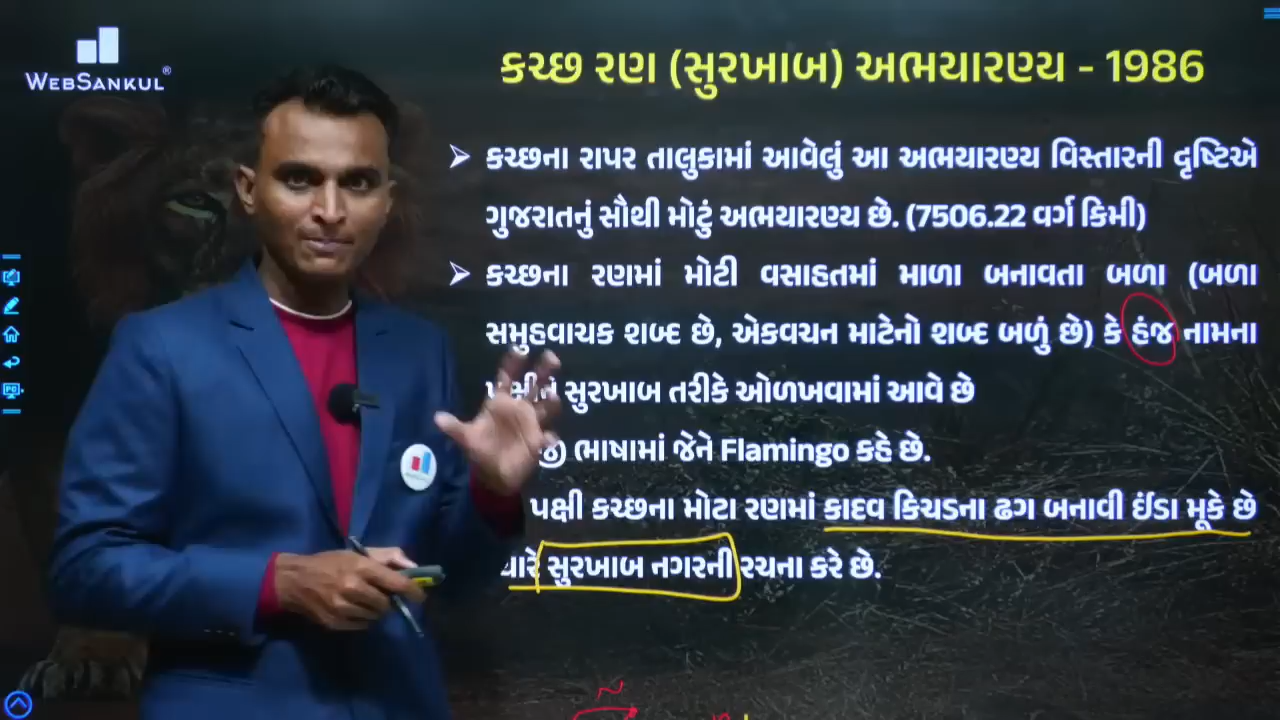 WEBSANKUL®
કચ્છ રણ (સુરખાબ) અભયારણ્ય - 1986
કચ્છના રાપર તાલુકામાં આવેલું આ અભયારણ્ય વિસ્તારની દૃષ્ટિએ
ગુજરાતનું સૌથી મોટું અભયારણ્ય છે. (7506.22 વર્ગ કિમી)
કચ્છના રણમાં મોટી વસાહતમાં માળા બનાવતા બળા (બળા
સમુહવાચક શબ્દ છે, એકવચન માટેનો શબ્દ બળું છે) કે હંજ નામના
સુરખાબ તરીકે ઓળખવામાં આવે છે
ભાષામાં જેને Flamingo કહે છે.
પક્ષી કચ્છના મોટા રણમાં કાદવ કિચડના ઢગ બનાવી ઈંડા મૂકે છે
સુરખાબ નગરની રચના કરે છે.